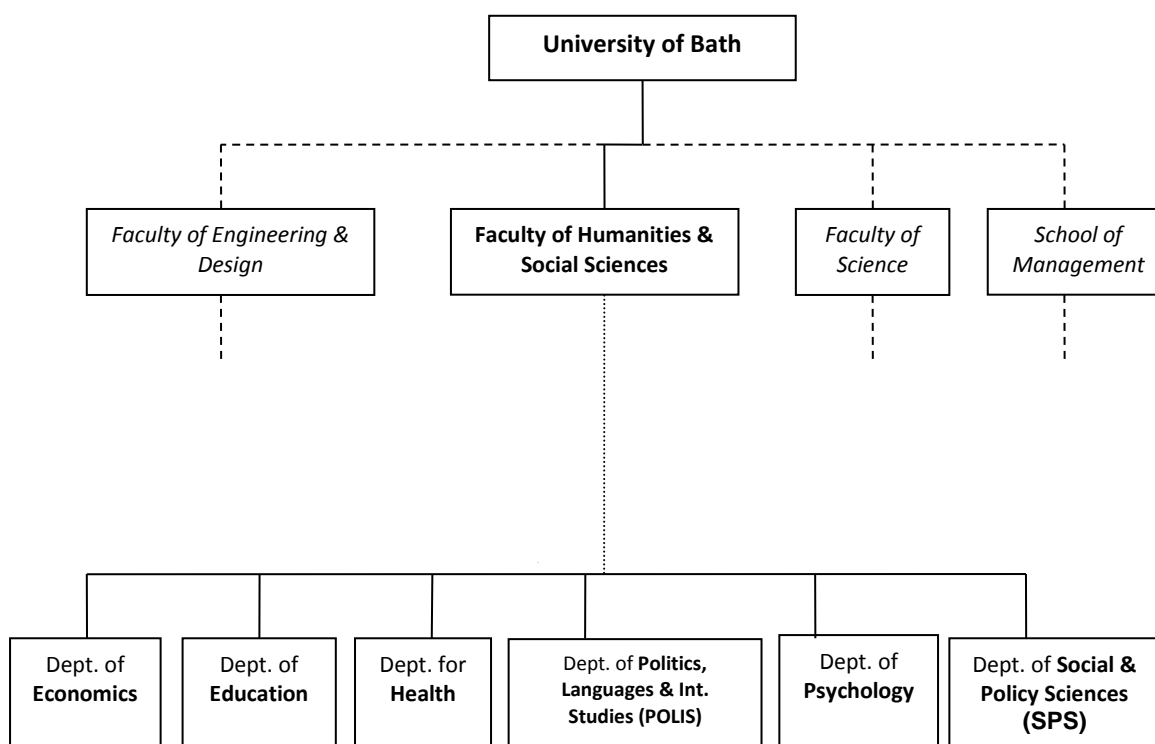 University of Bath
Faculty of Engineering &
Design
Faculty of Humanities &
Social Sciences
Faculty of
Science
School of
Management
Dept. of
Economics
Dept. of
Education
Dept. for
Health
Dept. of Politics,
Languages & Int.
Studies (POLIS)
Dept. of
Psychology
Dept. of Social &
Policy Sciences
(SPS)